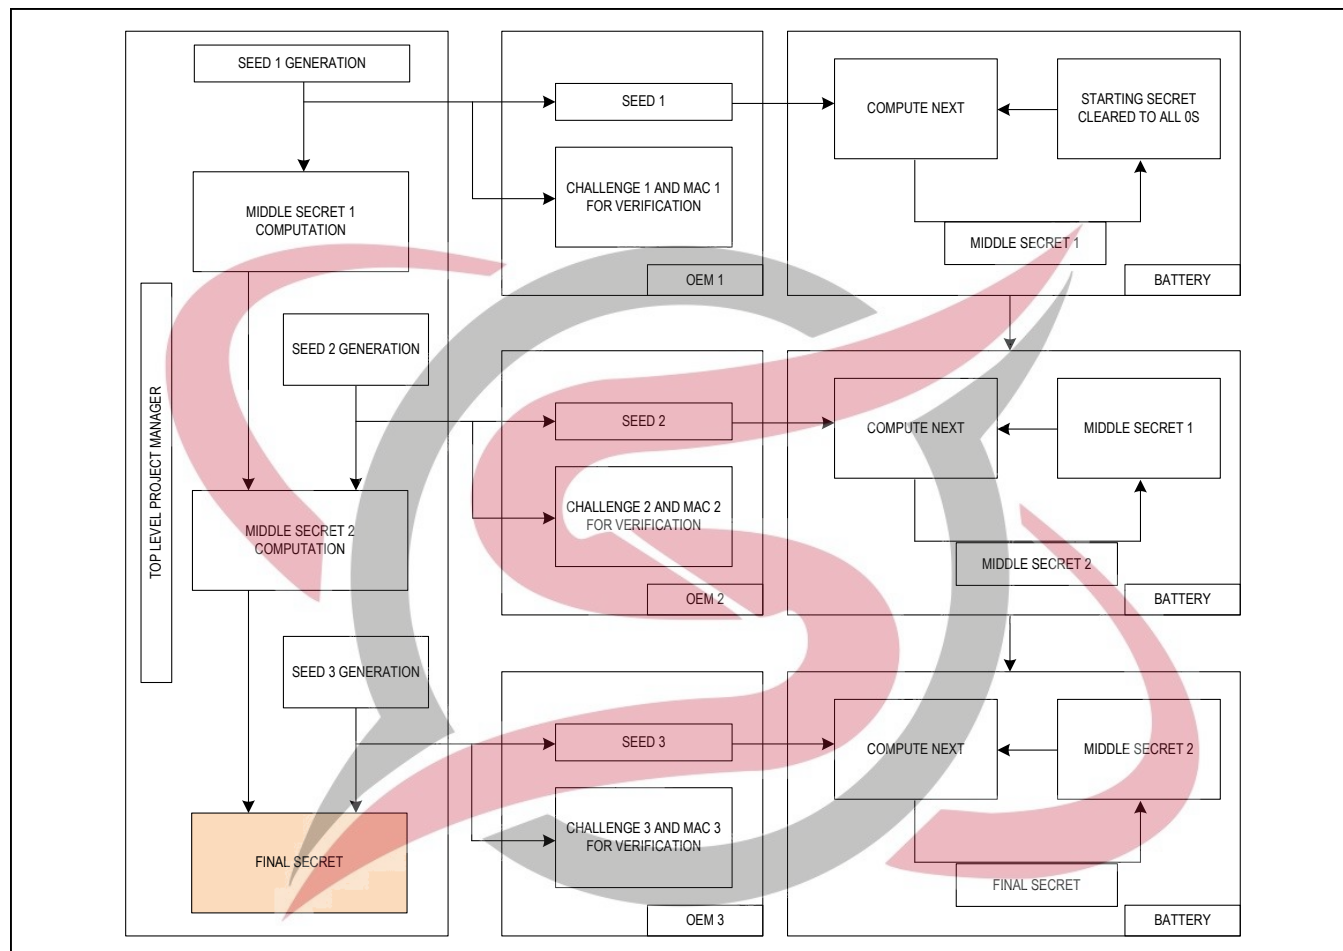 SEED 1 GENERATION
MIDDLE SECRET 1
COMPUTATION
SEED 2 GENERATION
TOP LEVEL PROJECT MANAGER
MIDDLE SECRET 2
COMPUTATION
SEED 3 GENERATION
FINAL SECRET
SEED 1
CHALLENGE 1 AND MAC 1
FOR VERIFICATION
OEM 1
COMPUTE NEXT
STARTING SECRET
CLEARED TO ALL 0S
MIDDLE SECRET 1
BATTERY
SEED 2
CHALLENGE 2 AND MAC 2
FOR VERIFICATION
OEM 2
COMPUTE NEXT
MIDDLE SECRET 1
MIDDLE SECRET 2
BATTERY
SEED 3
CHALLENGE 3 AND MAC 3
FOR VERIFICATION
OEM 3
COMPUTE NEXT
MIDDLE SECRET 2
FINAL SECRET
BATTERY